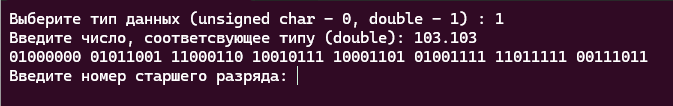 Выберите тип данных (unsigned char - 0, double - 1) : 1
Введите число, соответсвующее типу (double): 103.103
01000000 01011001 11000110 10010111 10001101 01001111 11011111 00111011
Введите номер старшего разряда: